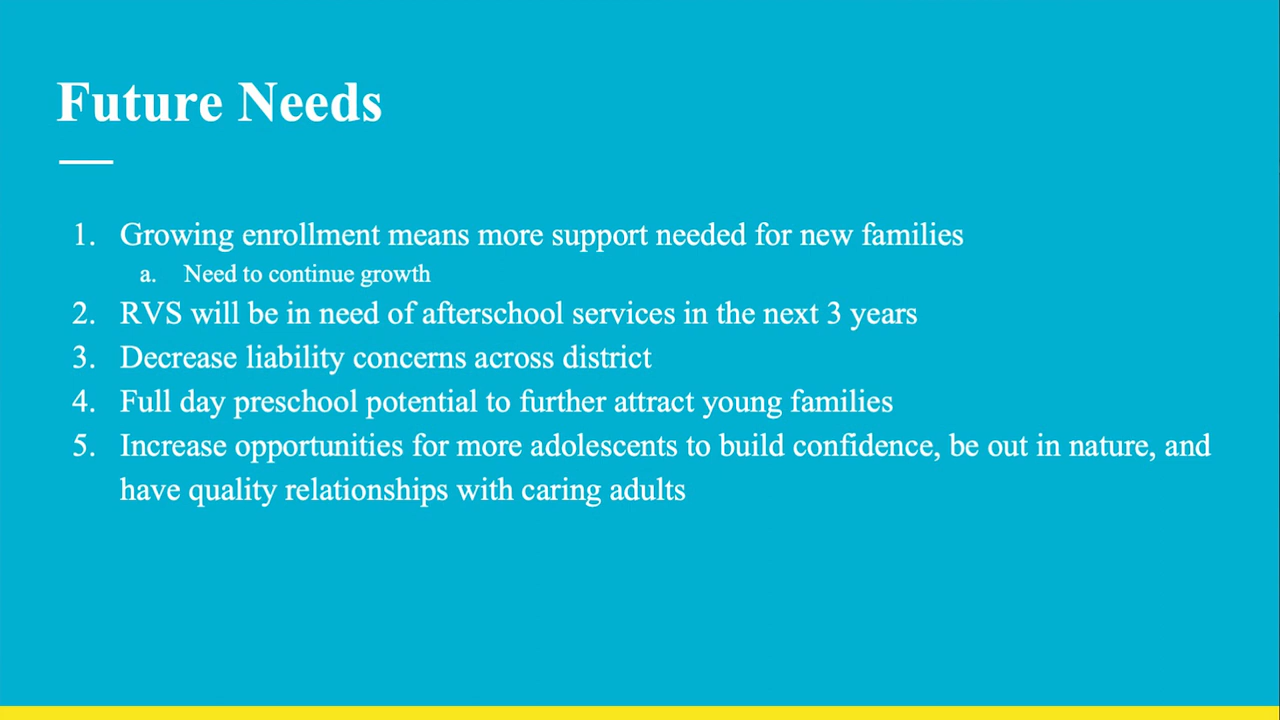 Future Needs
1. Growing enrollment means more support needed for new families
a. Need to continue growth
2. RVS will be in need of afterschool services in the next 3 years
3. Decrease liability concerns across district
4. Full day preschool potential to further attract young families
5. Increase opportunities for more adolescents to build confidence, be out in nature, and
have quality relationships with caring adults